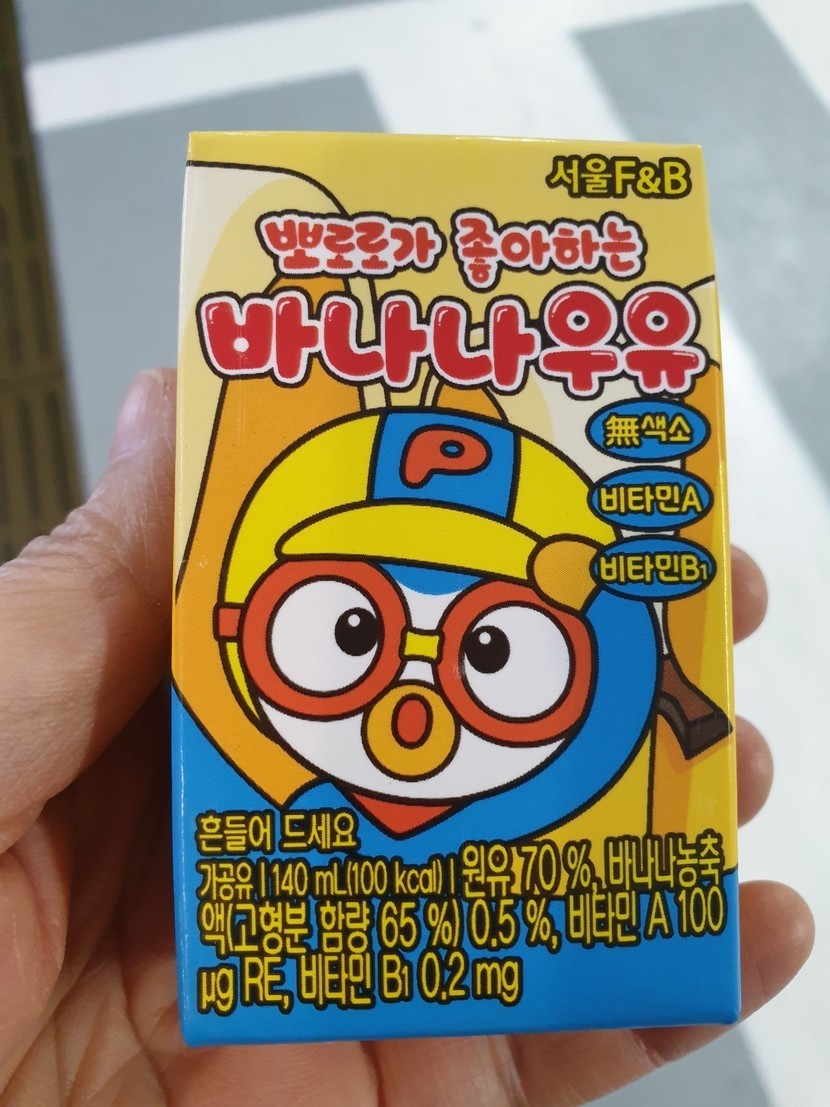 서울F&B
뽀로로가 좋아하는
바나나우유
P
無색소
비타민A
비타민B1
흔들어 드세요
가공유 | 140 mL(100 kcal) | 원유 70 %, 바나나농축
액(고형분 함량 65 %) 0.5 %, 비타민 A 100
μg RE, 비타민 B1 0.2 mg